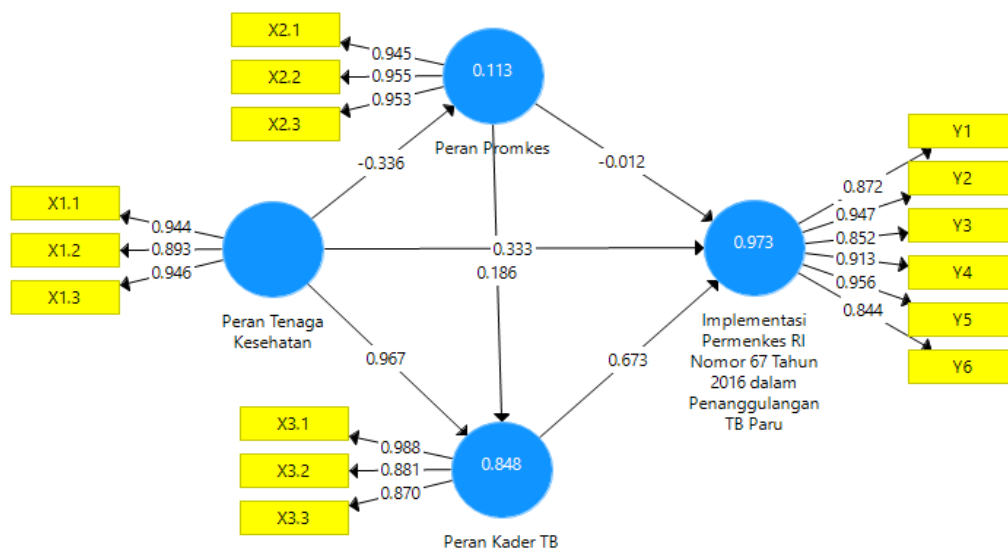 X2.1
X2.2
X2.3
0.945
0.955
0.953
0.113
Peran Promkes
-0.336
-0.012
X1.1
X1.2
X1.3
0.944
0.893
0.946
Peran Tenaga
Kesehatan
0.333
0.186
0.967
0.673
0.973
Implementasi
Permenkes RI
Nomor 67 Tahun
2016 dalam
Penanggulangan
TB Paru
0.872
0.947
0.852
0.913
0.956
0.844
Y1
Y2
Y3
Y4
Y5
Y6
X3.1
X3.2
X3.3
0.988
0.881
0.870
0.848
Peran Kader TB